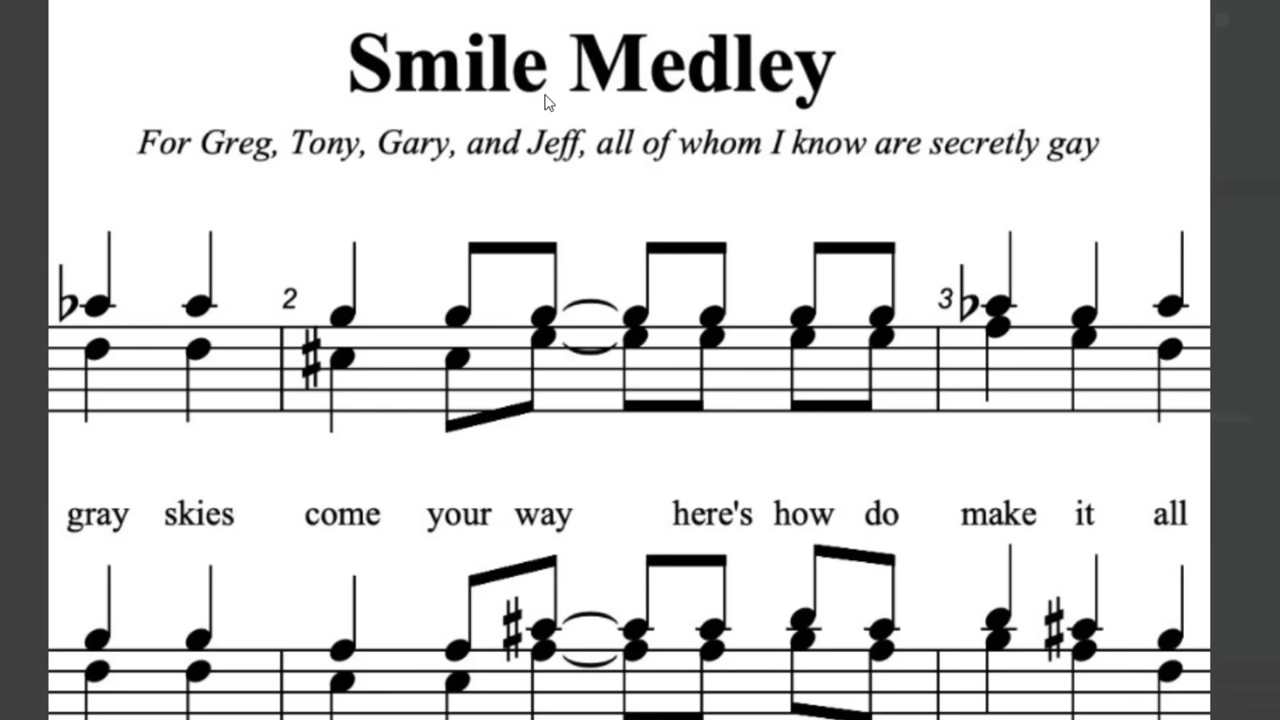 Smile Medley
For Greg, Tony, Gary, and Jeff, all of whom I know are secretly gay
2
3
gray skies come your way here's how do make it all